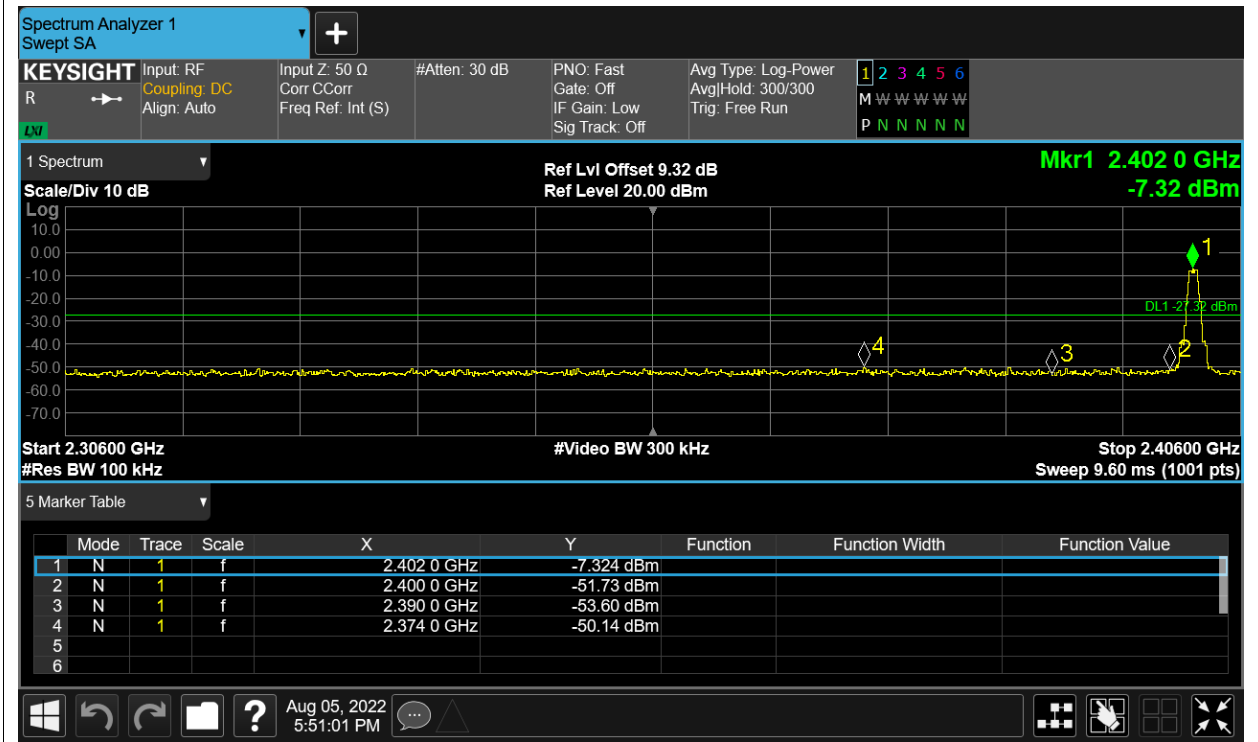 Spectrum Analyzer 1
Swept SA
+
KEYSIGHT Input: RF Input Z: 50 Ω #Atten: 30 dB PNO: Fast Avg Type: Log-Power 1 2 3 4 5 6
R Coupling: DC Corr CCorr Gate: Off Avg|Hold: 300/300 M W W W W W
Align: Auto Freq Ref: Int (S) IF Gain: Low Trig: Free Run
LXI Sig Track: Off P N N N N N
1 Spectrum Ref Lvl Offset 9.32 dB Mkr1 2.402 0 GHz
Scale/Div 10 dB Ref Level 20.00 dBm -7.32 dBm
Log
10.0
0.00 1
-10.0
-20.0
DL1 -27.32 dBm
-30.0
-40.0 4 3 2
-50.0
-60.0
-70.0
Start 2.30600 GHz #Video BW 300 kHz Stop 2.40600 GHz
#Res BW 100 kHz Sweep 9.60 ms (1001 pts)
5 Marker Table
Mode Trace Scale X Y Function Function Width Function Value
1 N 1 f 2.402 0 GHz -7.324 dBm
2 N 1 f 2.400 0 GHz -51.73 dBm
3 N 1 f 2.390 0 GHz -53.60 dBm
4 N 1 f 2.374 0 GHz -50.14 dBm
5
6
? Aug 05, 2022
5:51:01 PM